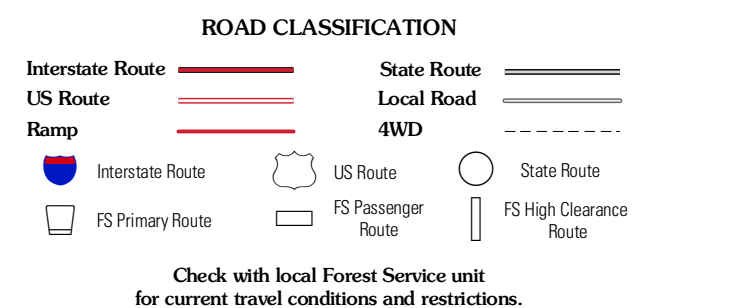 ROAD CLASSIFICATION
Interstate Route State Route
US Route Local Road
Ramp 4WD
Interstate Route US Route State Route
FS Primary Route FS Passenger Route FS High Clearance Route
Check with local Forest Service unit
for current travel conditions and restrictions.